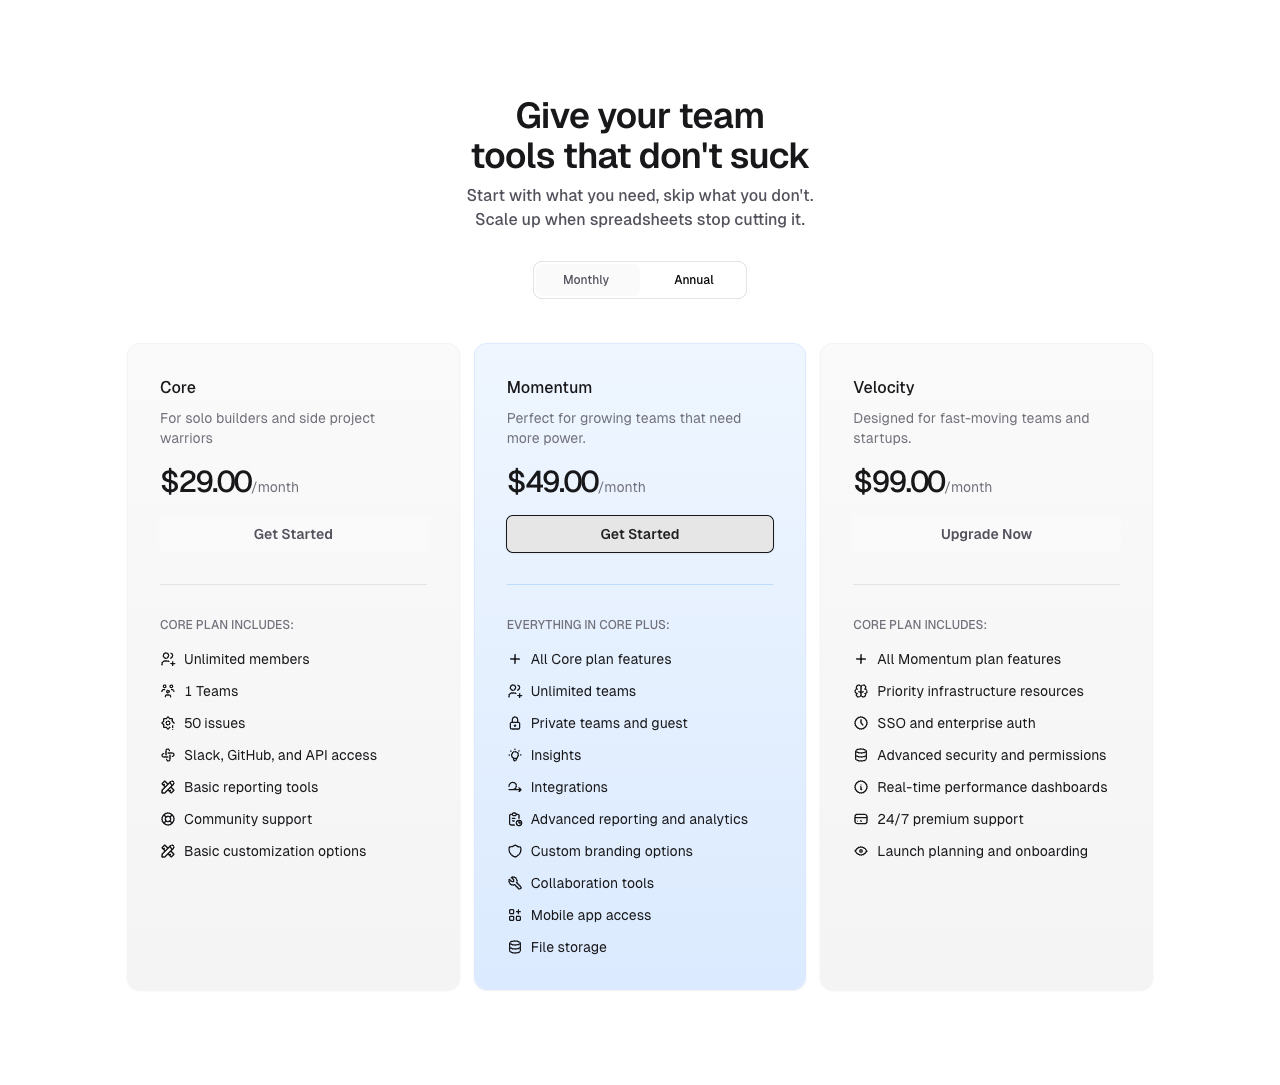 Give your team
tools that don't suck
Start with what you need, skip what you don't.
Scale up when spreadsheets stop cutting it.
Monthly
Annual
Core
For solo builders and side project
warriors
$29.00/month
Get Started
CORE PLAN INCLUDES:
Unlimited members
1 Teams
50 issues
Slack, GitHub, and API access
Basic reporting tools
Community support
Basic customization options
Momentum
Perfect for growing teams that need
more power.
$49.00/month
Get Started
EVERYTHING IN CORE PLUS:
All Core plan features
Unlimited teams
Private teams and guest
Insights
Integrations
Advanced reporting and analytics
Custom branding options
Collaboration tools
Mobile app access
File storage
Velocity
Designed for fast-moving teams and
startups.
$99.00/month
Upgrade Now
CORE PLAN INCLUDES:
All Momentum plan features
Priority infrastructure resources
SSO and enterprise auth
Advanced security and permissions
Real-time performance dashboards
24/7 premium support
Launch planning and onboarding